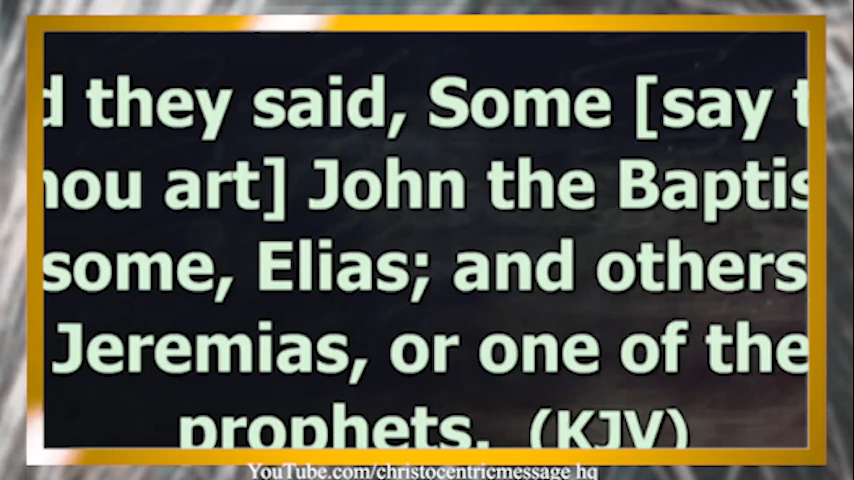 d they said, Some [say t
hou art] John the Baptis
some, Elias; and others
Jeremias, or one of the
prophets. (KJV)
YouTube.com/christocentricmessage hq